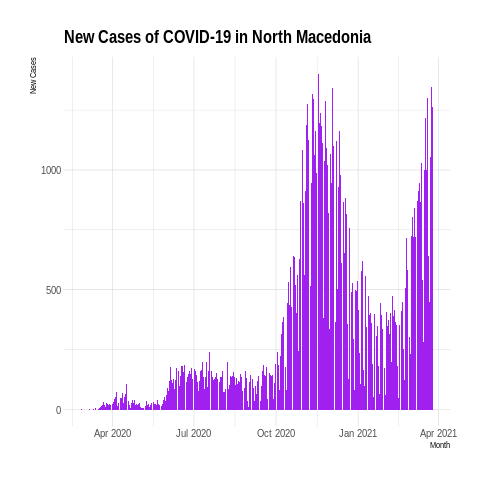 New Cases of COVID-19 in North Macedonia
New Cases
1000
500
0
Apr 2020 Jul 2020 Oct 2020 Jan 2021 Apr 2021
Month